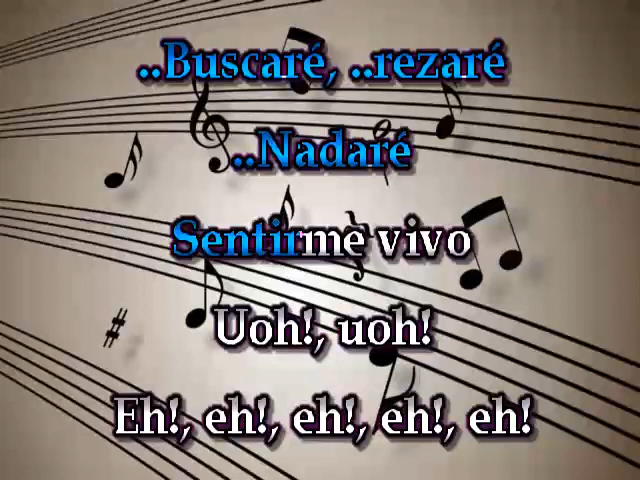 ..Buscaré, ..rezaré
..Nadaré
Sentirme vivo
Uoh!, uoh!
Eh!, eh!, eh!, eh!, eh!